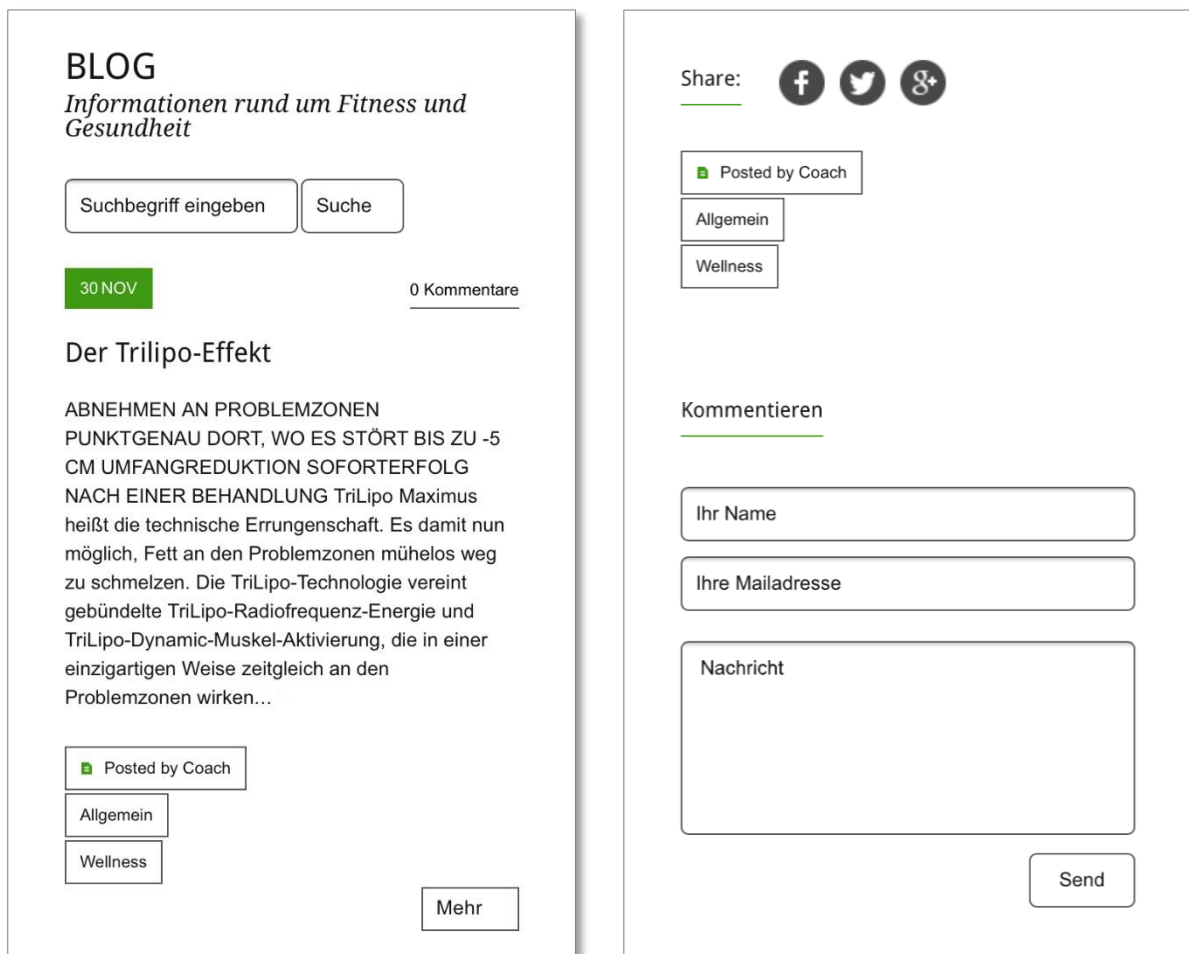 BLOG
Informationen rund um Fitness und
Gesundheit
Suchbegriff eingeben
Suche
30 NOV
0 Kommentare
Der Trilipo-Effekt
ABNEHMEN AN PROBLEMZONEN
PUNKTGENAU DORT, WO ES STÖRT BIS ZU -5
CM UMFANGREDUKTION SOFORTERFOLG
NACH EINER BEHANDLUNG TriLipo Maximus
heißt die technische Errungenschaft. Es damit nun
möglich, Fett an den Problemzonen mühelos weg
zu schmelzen. Die TriLipo-Technologie vereint
gebündelte TriLipo-Radiofrequenz-Energie und
TriLipo-Dynamic-Muskel-Aktivierung, die in einer
einzigartigen Weise zeitgleich an den
Problemzonen wirken…
Posted by Coach
Allgemein
Wellness
Mehr
Share:
f
g+
Posted by Coach
Allgemein
Wellness
Kommentieren
Ihr Name
Ihre Mailadresse
Nachricht
Send